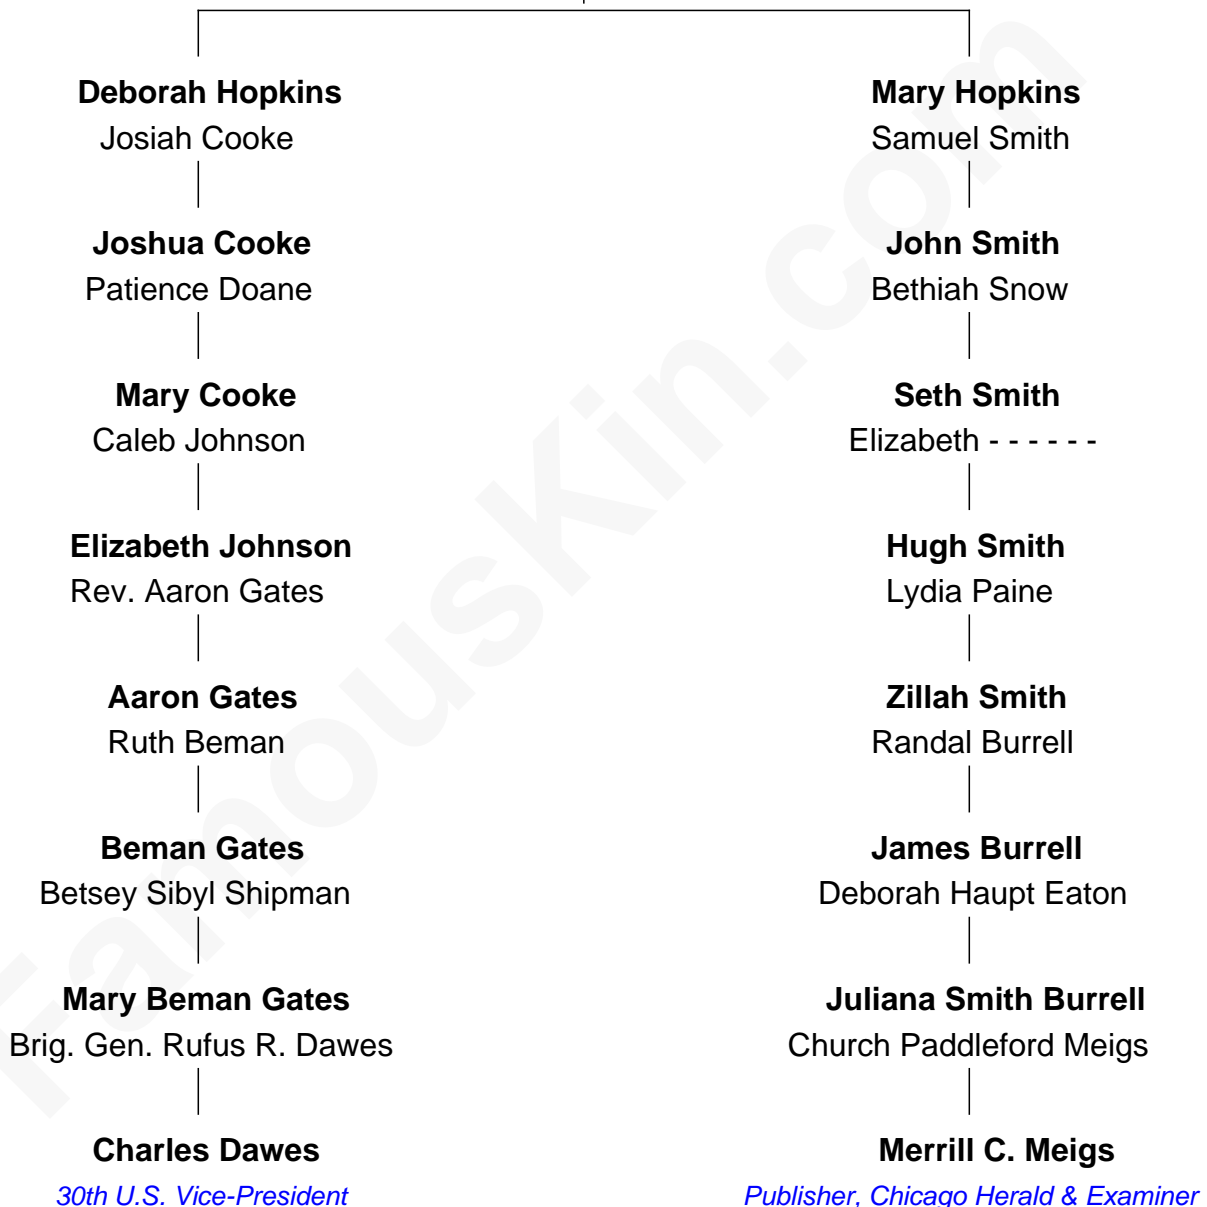 Deborah Hopkins
Josiah Cooke
Joshua Cooke
Patience Doane
Mary Cooke
Caleb Johnson
Elizabeth Johnson
Rev. Aaron Gates
Aaron Gates
Ruth Beman
Beman Gates
Betsey Sibyl Shipman
Mary Beman Gates
Brig. Gen. Rufus R. Dawes
Charles Dawes
30th U.S. Vice-President
Mary Hopkins
Samuel Smith
John Smith
Bethiah Snow
Seth Smith
Elizabeth - - - - - -
Hugh Smith
Lydia Paine
Zillah Smith
Randal Burrell
James Burrell
Deborah Haupt Eaton
Juliana Smith Burrell
Church Paddleford Meigs
Merrill C. Meigs
Publisher, Chicago Herald & Examiner
FamousKin.com